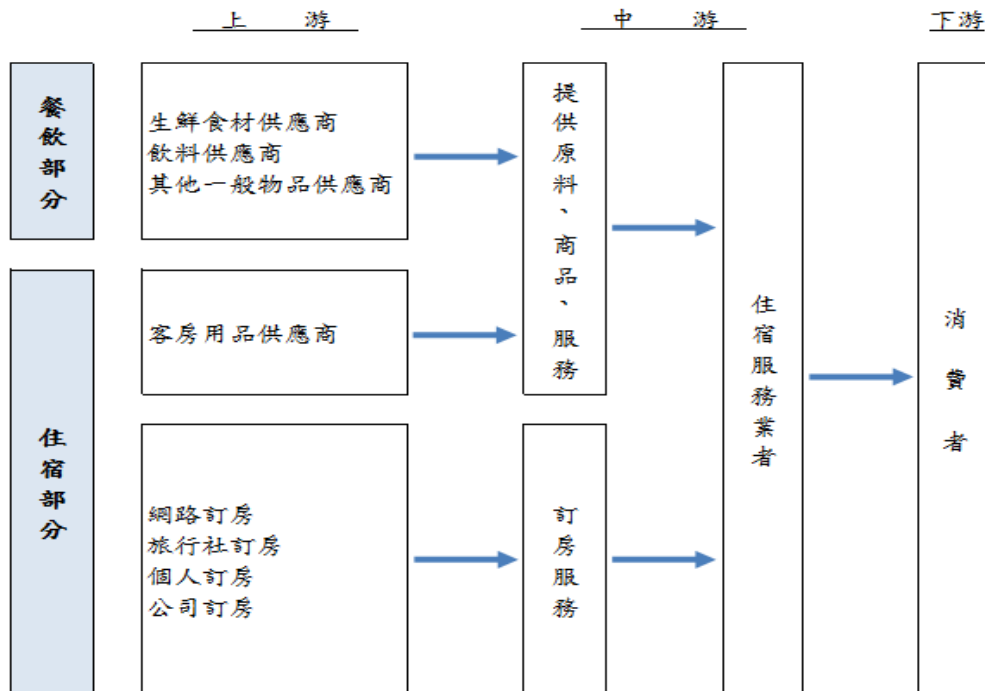 上游
中游
下游
餐飲部分
生鮮食材供應商
飲料供應商
其他一般物品供應商
提供原料、商品、服務
住宿部分
客房用品供應商
住宿服務業者
消費者
網路訂房
旅行社訂房
個人訂房
公司訂房
訂房服務